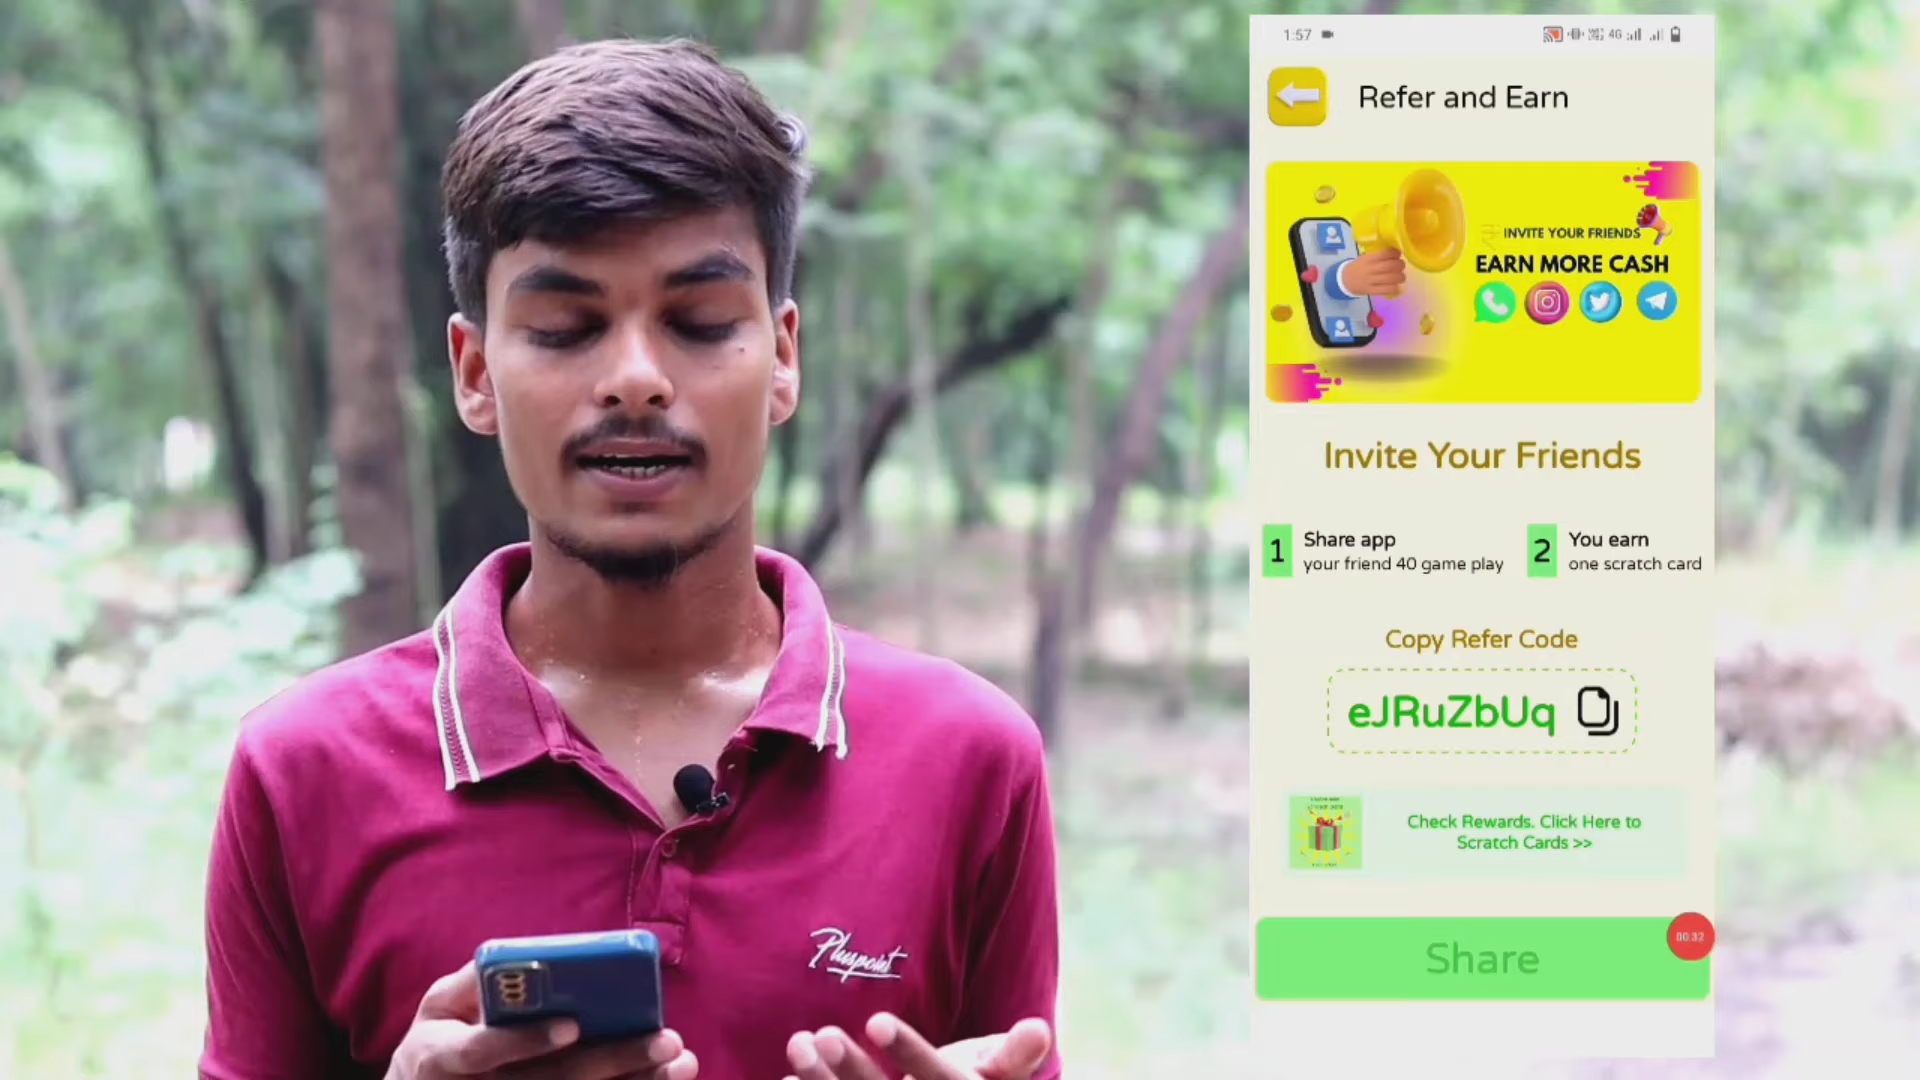 1:57
4G
Refer and Earn
INVITE YOUR FRIENDS
EARN MORE CASH
Invite Your Friends
1
Share app
your friend 40 game play
2
You earn
one scratch card
Copy Refer Code
eJRuZbUq
Check Rewards. Click Here to
Scratch Cards >>
Share
00:32
Pluspoint